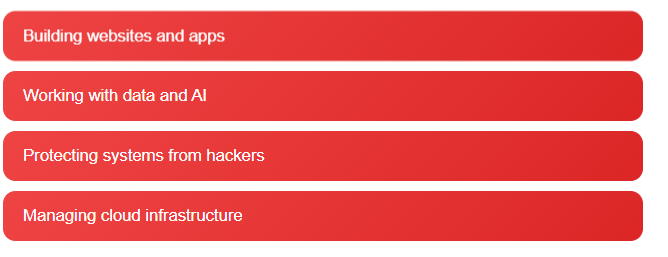 Building websites and apps
Working with data and AI
Protecting systems from hackers
Managing cloud infrastructure